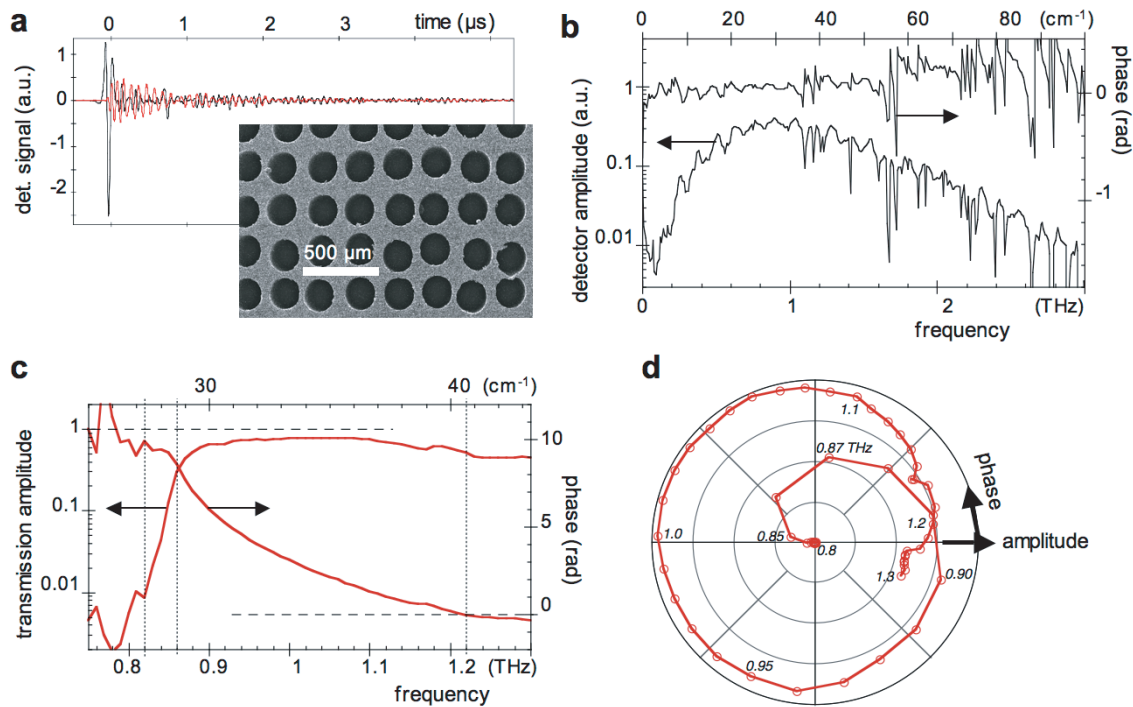 a
0 1 2 3 time (µs)
det. signal (a.u.)
1
0
-1
-2
500 µm
b
0 20 40 60 80 (cm⁻¹)
detector amplitude (a.u.)
1
0.1
0.01
phase (rad)
0
-1
0 1 2 (THz)
frequency
c
30 40 (cm⁻¹)
transmission amplitude
1
0.1
0.01
phase (rad)
10
5
0
0.8 0.9 1 1.1 1.2 (THz)
frequency
d
1.1
0.87 THz
phase
1.0
0.85
0.8
1.2
amplitude
1.3
0.90
0.95